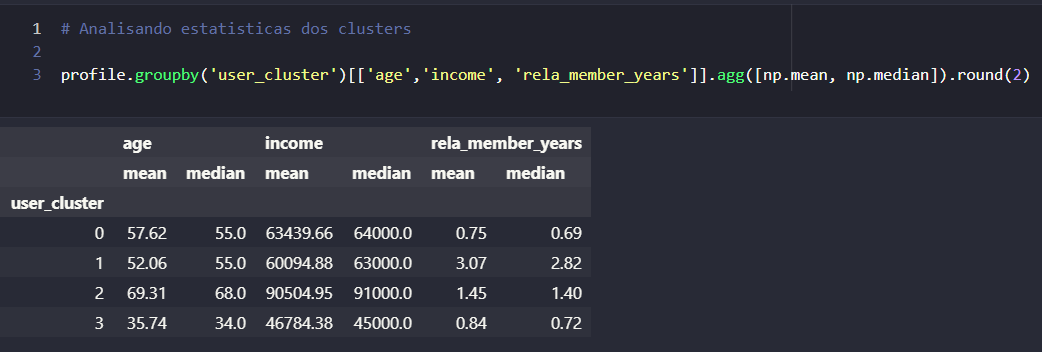 1 # Analisando estatisticas dos clusters
2
3 profile.groupby('user_cluster')[['age','income', 'rela_member_years']].agg([np.mean, np.median]).round(2)
age income rela_member_years
mean median mean median mean median
user_cluster
0 57.62 55.0 63439.66 64000.0 0.75 0.69
1 52.06 55.0 60094.88 63000.0 3.07 2.82
2 69.31 68.0 90504.95 91000.0 1.45 1.40
3 35.74 34.0 46784.38 45000.0 0.84 0.72